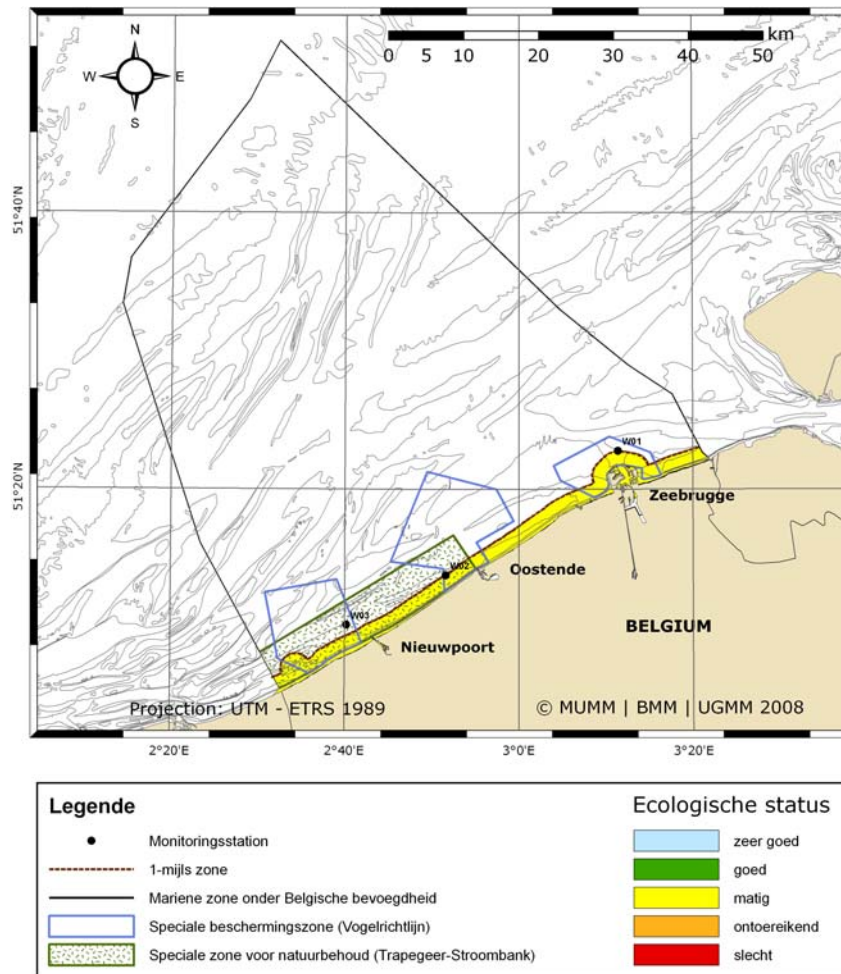 N
W E
S
km
0 5 10 20 30 40 50
51°40'N
51°20'N
W01
Zeebrugge
W02
Oostende
W03
Nieuwpoort
BELGIUM
Projection: UTM - ETRS 1989
© MUMM | BMM | UGMM 2008
2°20'E 2°40'E 3°0'E 3°20'E
Legende
Monitoringsstation
1-mijls zone
Mariene zone onder Belgische bevoegdheid
Speciale beschermingszone (Vogelrichtlijn)
Speciale zone voor natuurbehoud (Trapegeer-Stroombank)
Ecologische status
zeer goed
goed
matig
ontoereikend
slecht